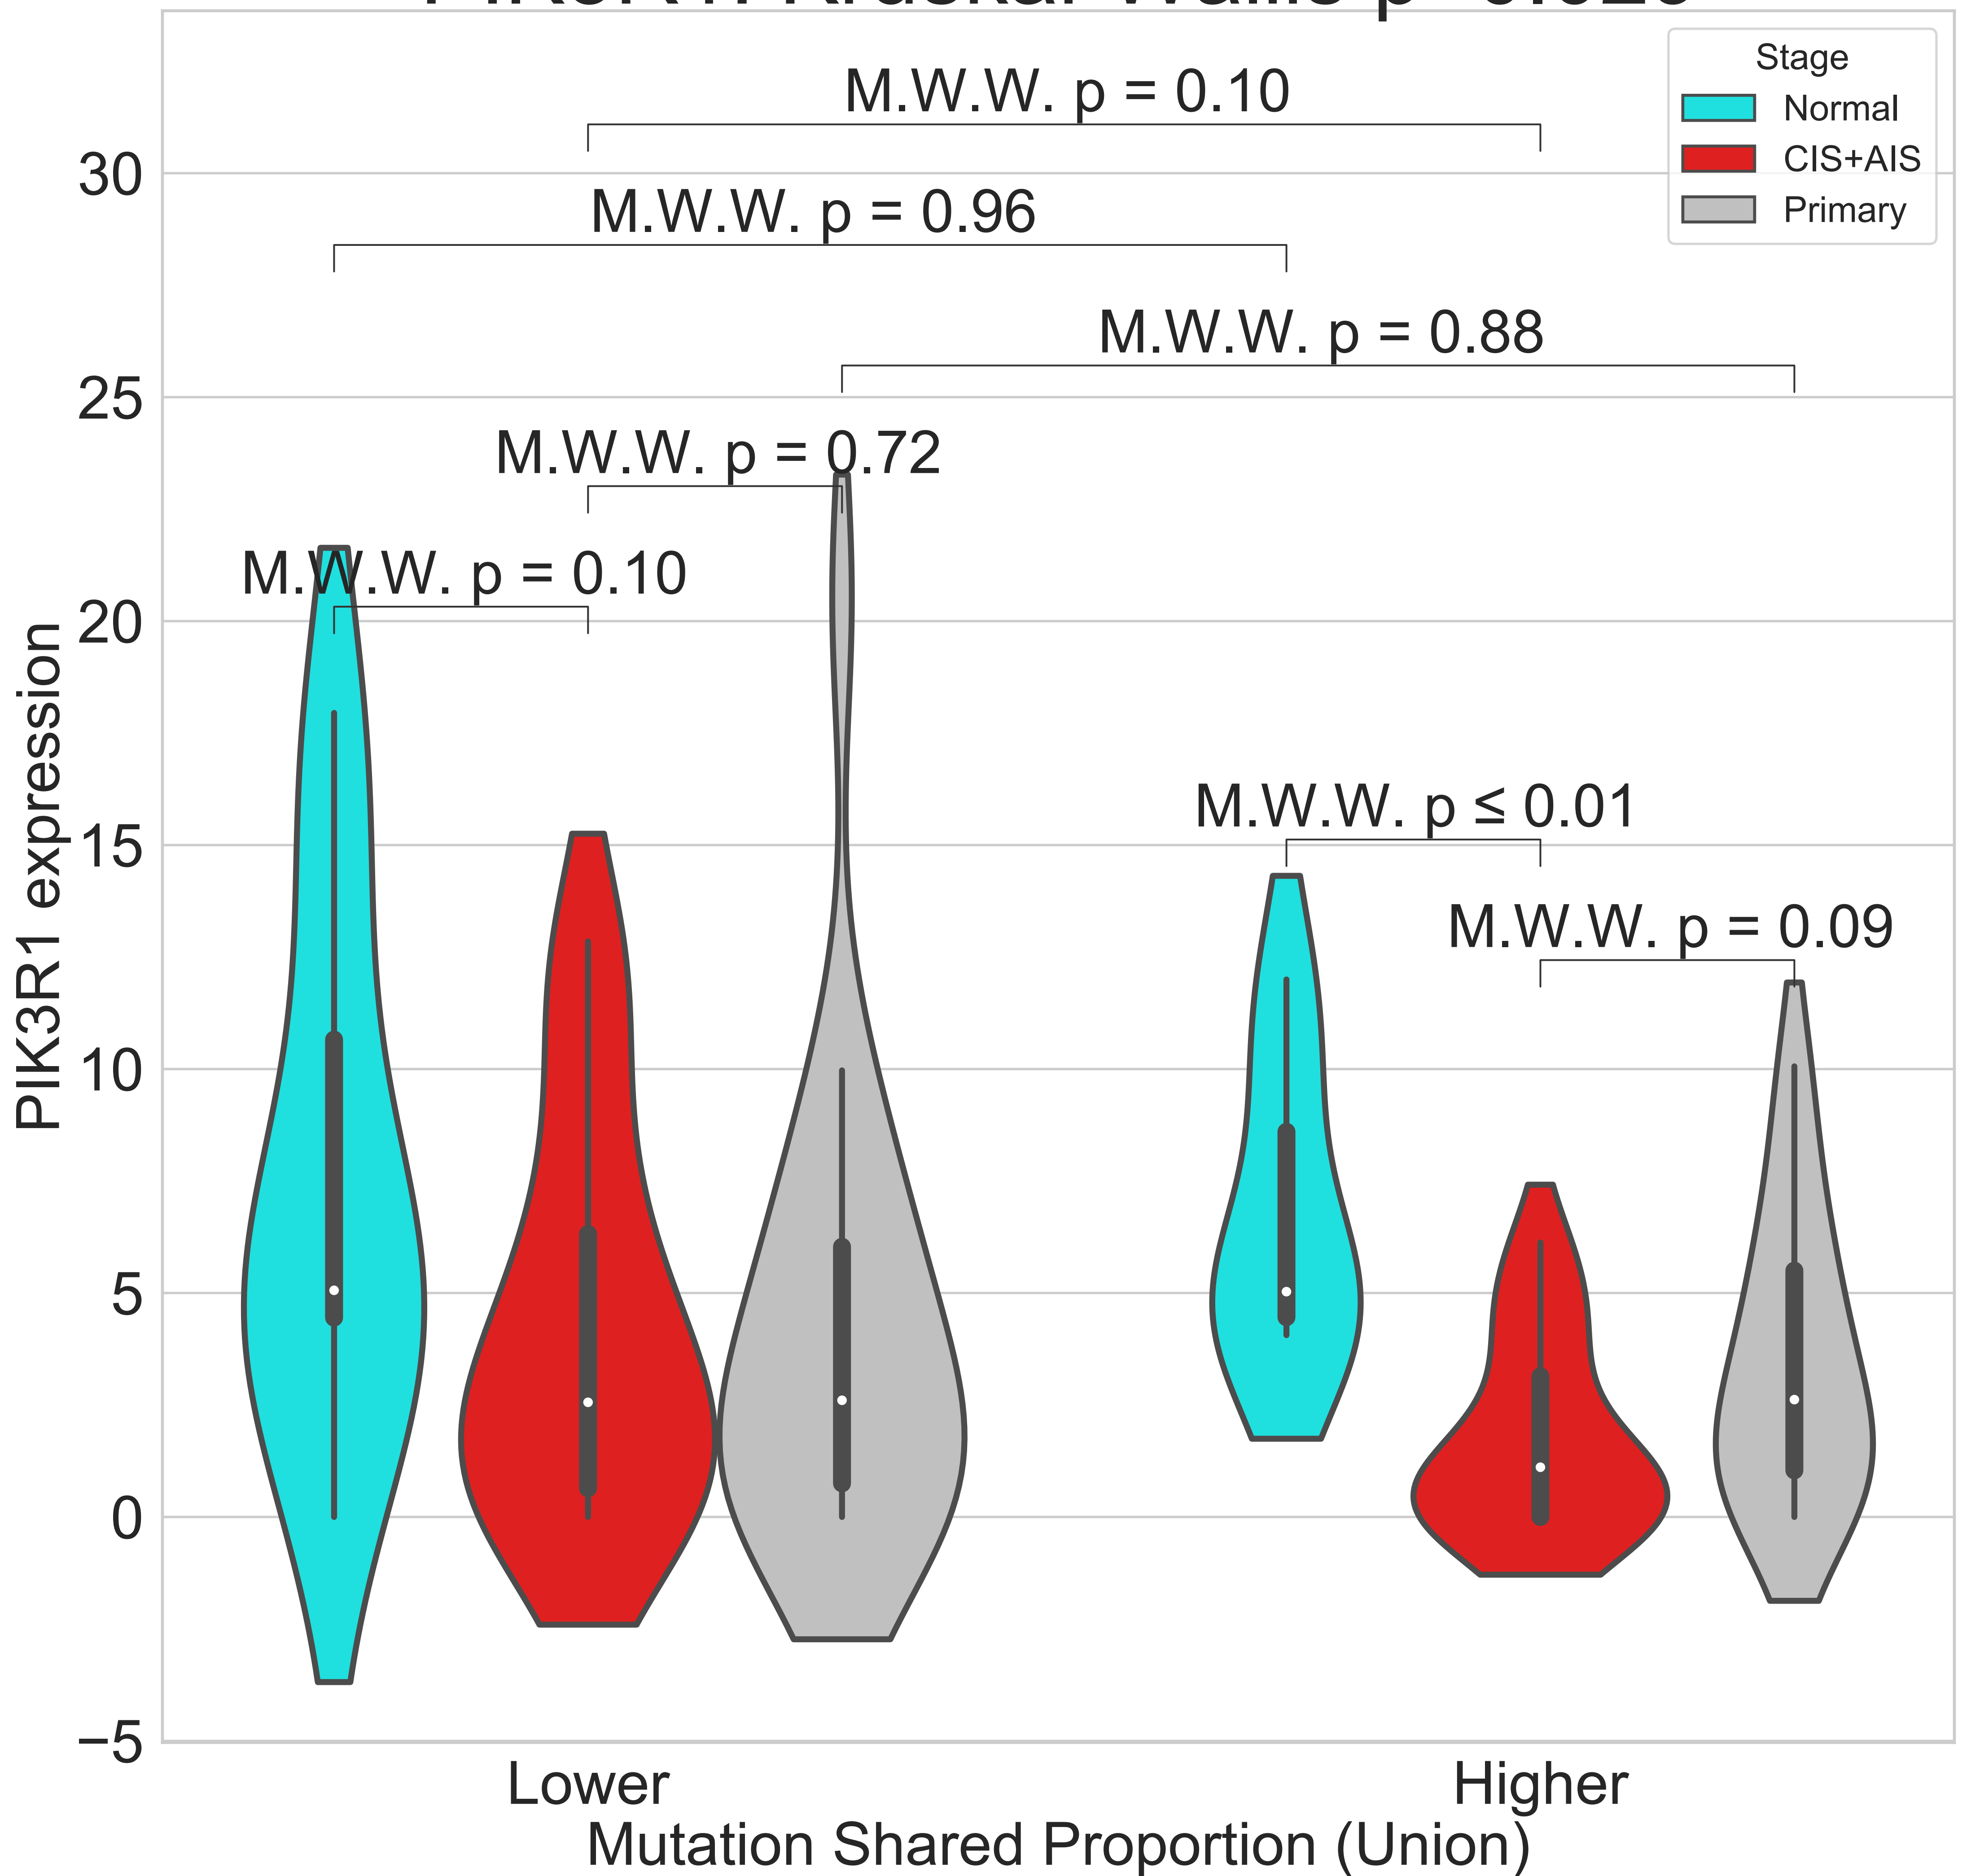 Stage
Normal
CIS+AIS
Primary
M.W.W. p = 0.10
M.W.W. p = 0.96
M.W.W. p = 0.88
M.W.W. p = 0.72
M.W.W. p = 0.10
M.W.W. p ≤ 0.01
M.W.W. p = 0.09
30
25
20
15
10
5
0
−5
PIK3R1 expression
Lower
Higher
Mutation Shared Proportion (Union)